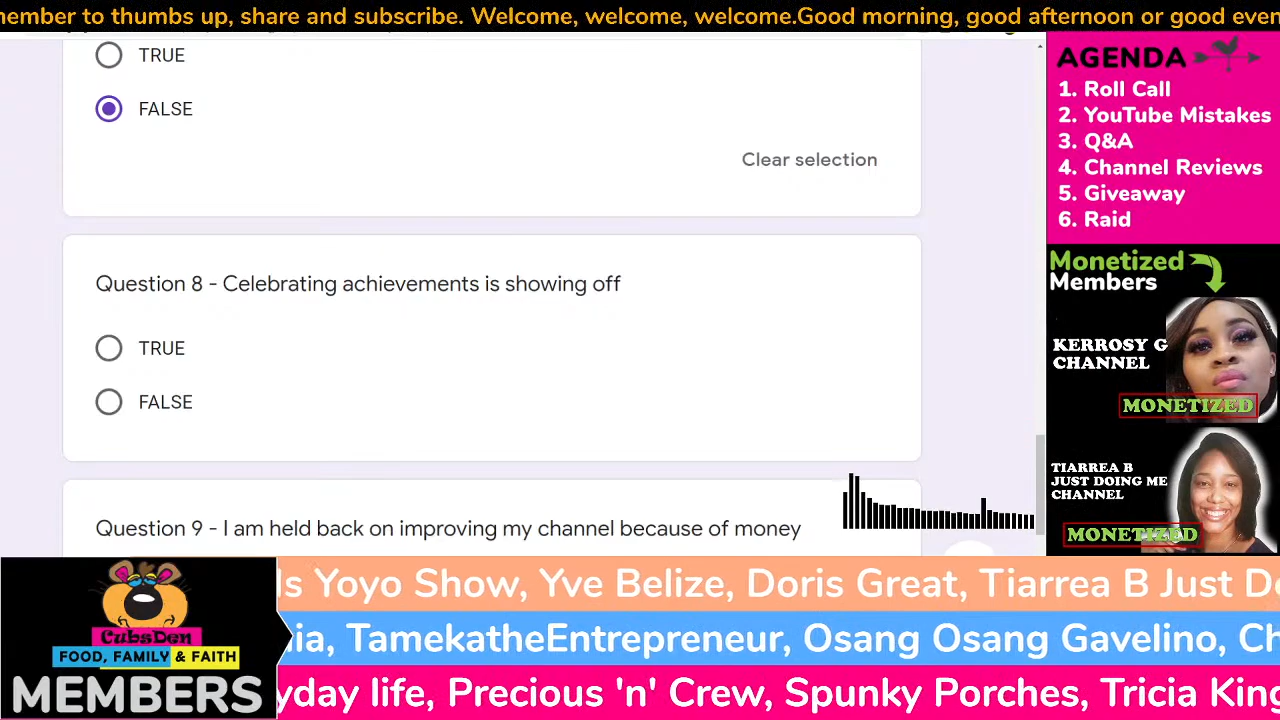 member to thumbs up, share and subscribe. Welcome, welcome, welcome.Good morning, good afternoon or good even
TRUE
FALSE
Clear selection
Question 8 - Celebrating achievements is showing off
TRUE
FALSE
Question 9 - I am held back on improving my channel because of money
AGENDA
1. Roll Call
2. YouTube Mistakes
3. Q&A
4. Channel Reviews
5. Giveaway
6. Raid
Monetized
Members
KERROSY G
CHANNEL
MONETIZED
TIARREA B
JUST DOING ME
CHANNEL
MONETIZED
CubsDen
FOOD, FAMILY & FAITH
MEMBERS
ls Yoyo Show, Yve Belize, Doris Great, Tiarrea B Just D
ia, TamekatheEntrepreneur, Osang Osang Gavelino, Ch
yday life, Precious 'n' Crew, Spunky Porches, Tricia King